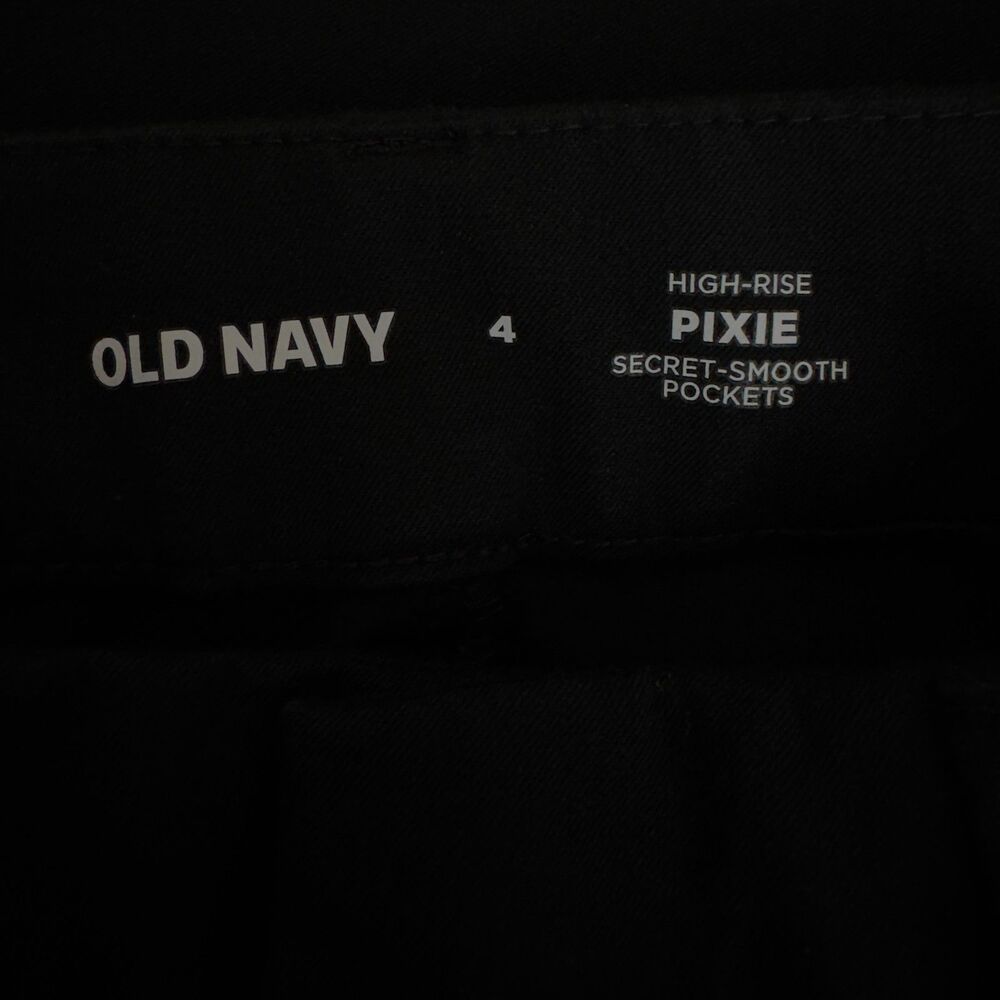 OLD NAVY
4
HIGH-RISE
PIXIE
SECRET-SMOOTH
POCKETS